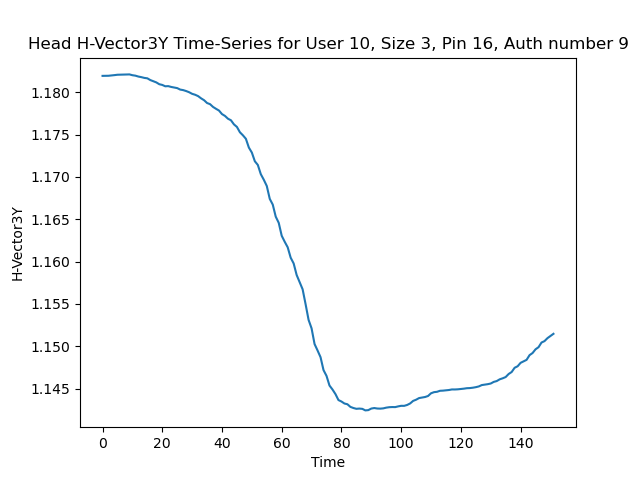 Head H-Vector3Y Time-Series for User 10, Size 3, Pin 16, Auth number 9
H-Vector3Y
1.180
1.175
1.170
1.165
1.160
1.155
1.150
1.145
0 20 40 60 80 100 120 140
Time